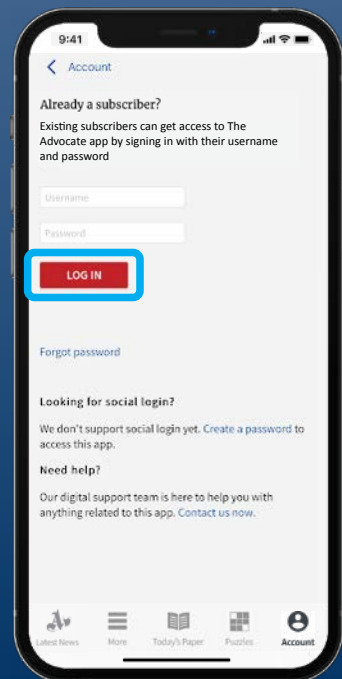 9:41
Account
Already a subscriber?
Existing subscribers can get access to The
Advocate app by signing in with their username
and password
Username
Password
LOG IN
Forgot password
Looking for social login?
We don't support social login yet. Create a password to
access this app.
Need help?
Our digital support team is here to help you with
anything related to this app. Contact us now.
Latest News More Today's Paper Puzzles Account